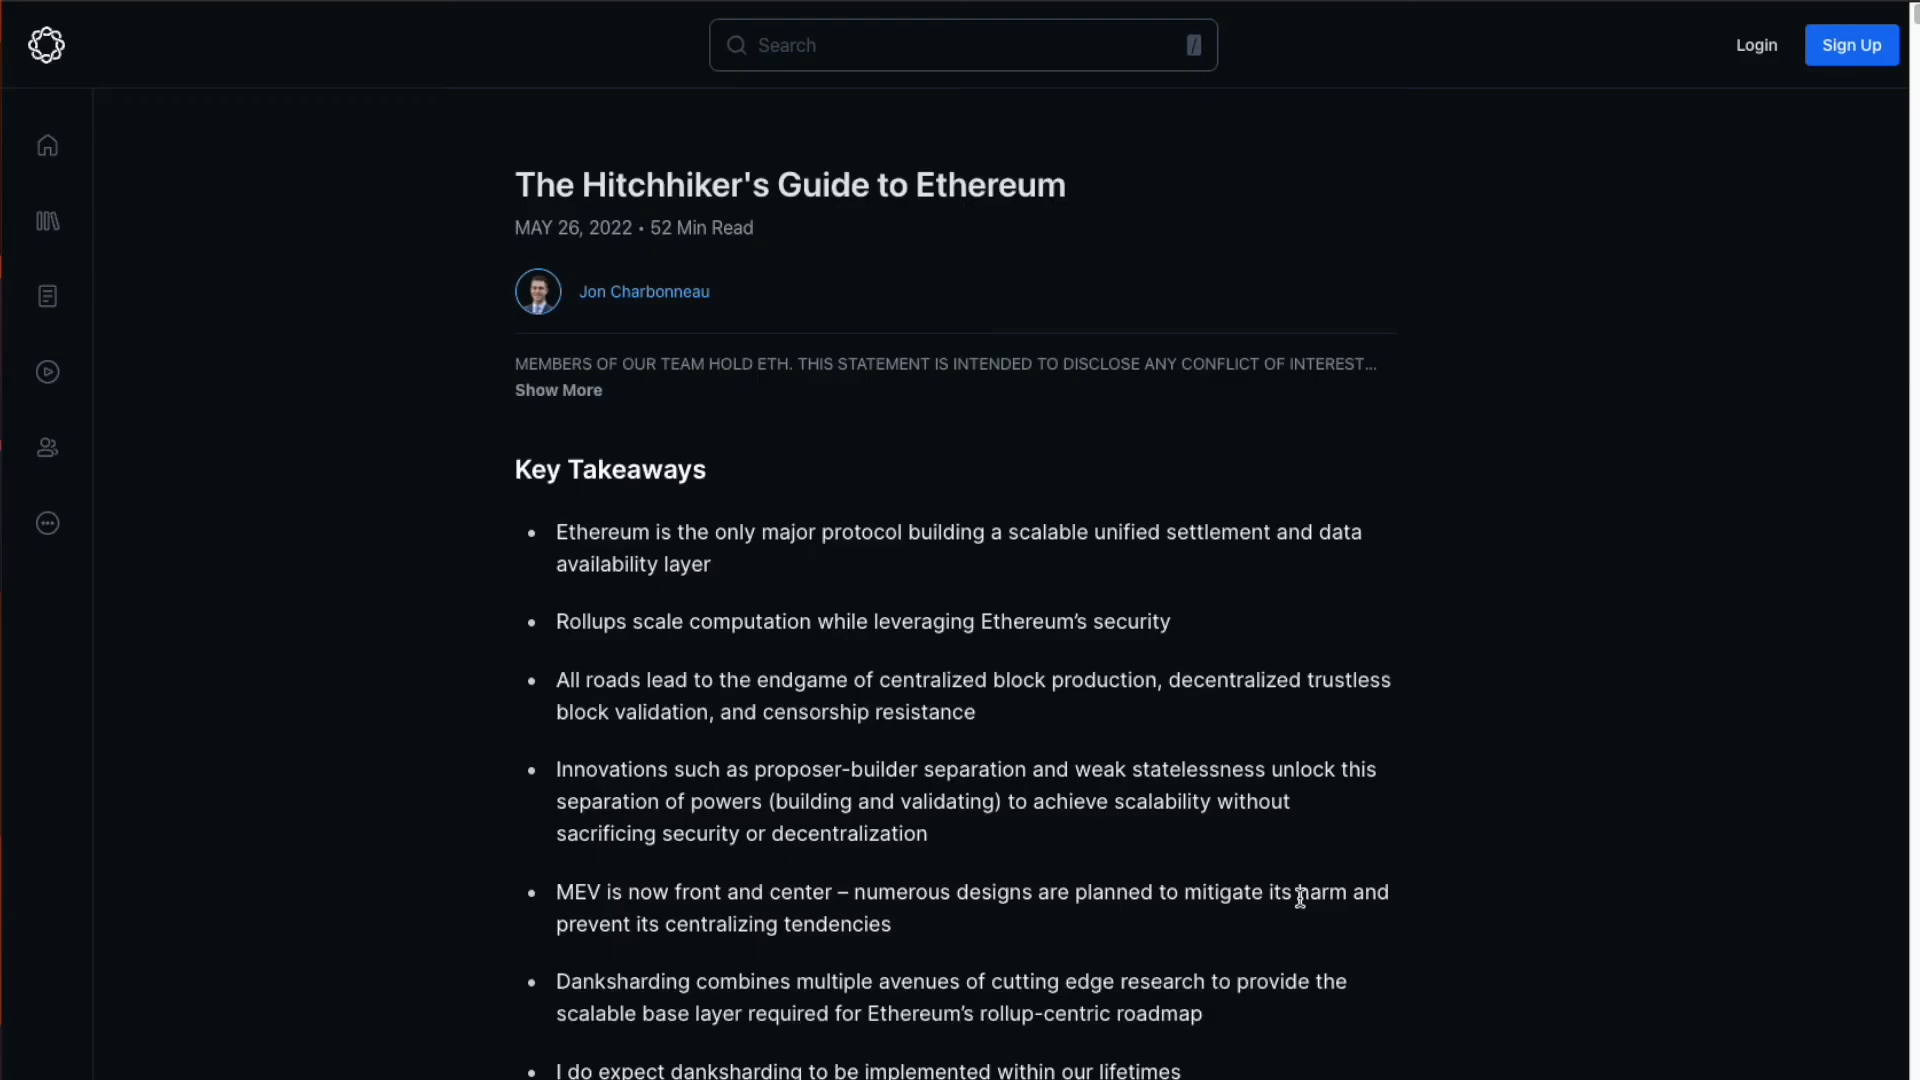 Search
/
Login
Sign Up
The Hitchhiker's Guide to Ethereum
MAY 26, 2022 • 52 Min Read
Jon Charbonneau
MEMBERS OF OUR TEAM HOLD ETH. THIS STATEMENT IS INTENDED TO DISCLOSE ANY CONFLICT OF INTEREST...
Show More
Key Takeaways
• Ethereum is the only major protocol building a scalable unified settlement and data
availability layer
• Rollups scale computation while leveraging Ethereum’s security
• All roads lead to the endgame of centralized block production, decentralized trustless
block validation, and censorship resistance
• Innovations such as proposer-builder separation and weak statelessness unlock this
separation of powers (building and validating) to achieve scalability without
sacrificing security or decentralization
• MEV is now front and center – numerous designs are planned to mitigate its harm and
prevent its centralizing tendencies
• Danksharding combines multiple avenues of cutting edge research to provide the
scalable base layer required for Ethereum’s rollup-centric roadmap
• I do expect danksharding to be implemented within our lifetimes